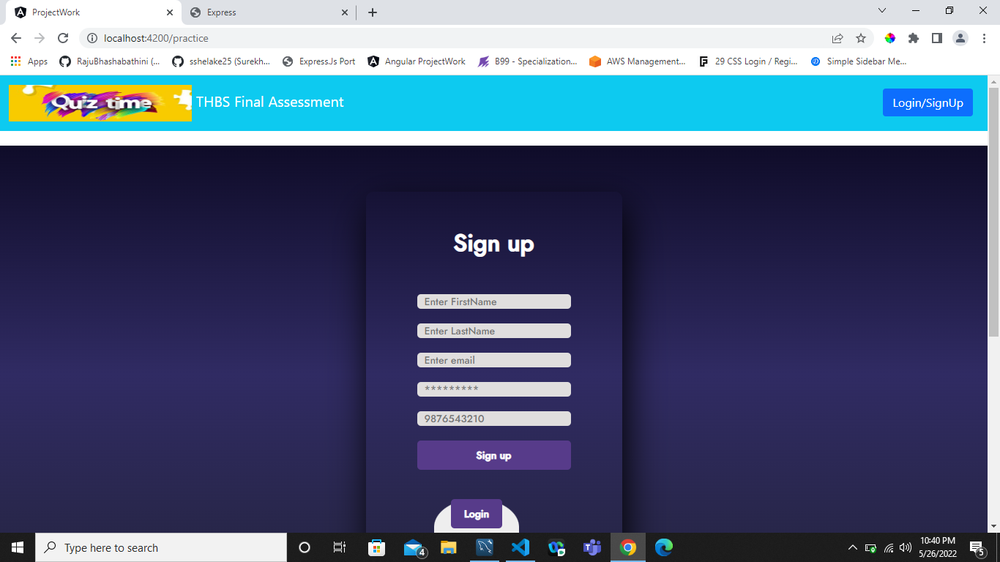 ProjectWork
Express
localhost:4200/practice
Apps
RajuBhashabathini (...
sshelake25 (Surekh...
ExpressJs Port
Angular ProjectWork
B99 - Specialization...
AWS Management...
29 CSS Login / Regi...
Simple Sidebar Me...
Quiz time
THBS Final Assessment
Login/SignUp
Sign up
Enter FirstName
Enter LastName
Enter email
*********
9876543210
Sign up
Login
Type here to search
4
10:40 PM
5/26/2022
5